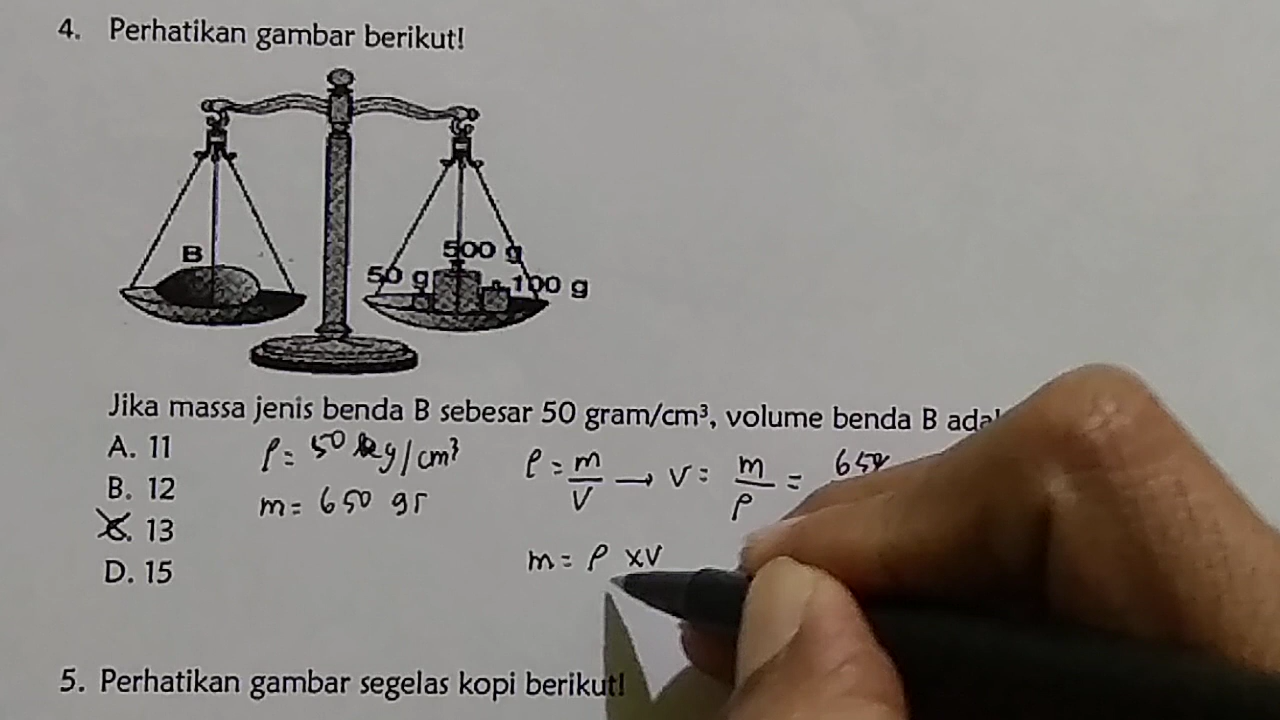 4. Perhatikan gambar berikut!
B
500 g
50 g
100 g
Jika massa jenis benda B sebesar 50 gram/cm³, volume benda B
A. 11
B. 12
C. 13
D. 15
ρ = 50 g/cm³
m = 650 gr
ρ = m/V → V = m/ρ =
m = ρ x V
5. Perhatikan gambar segelas kopi berikut!